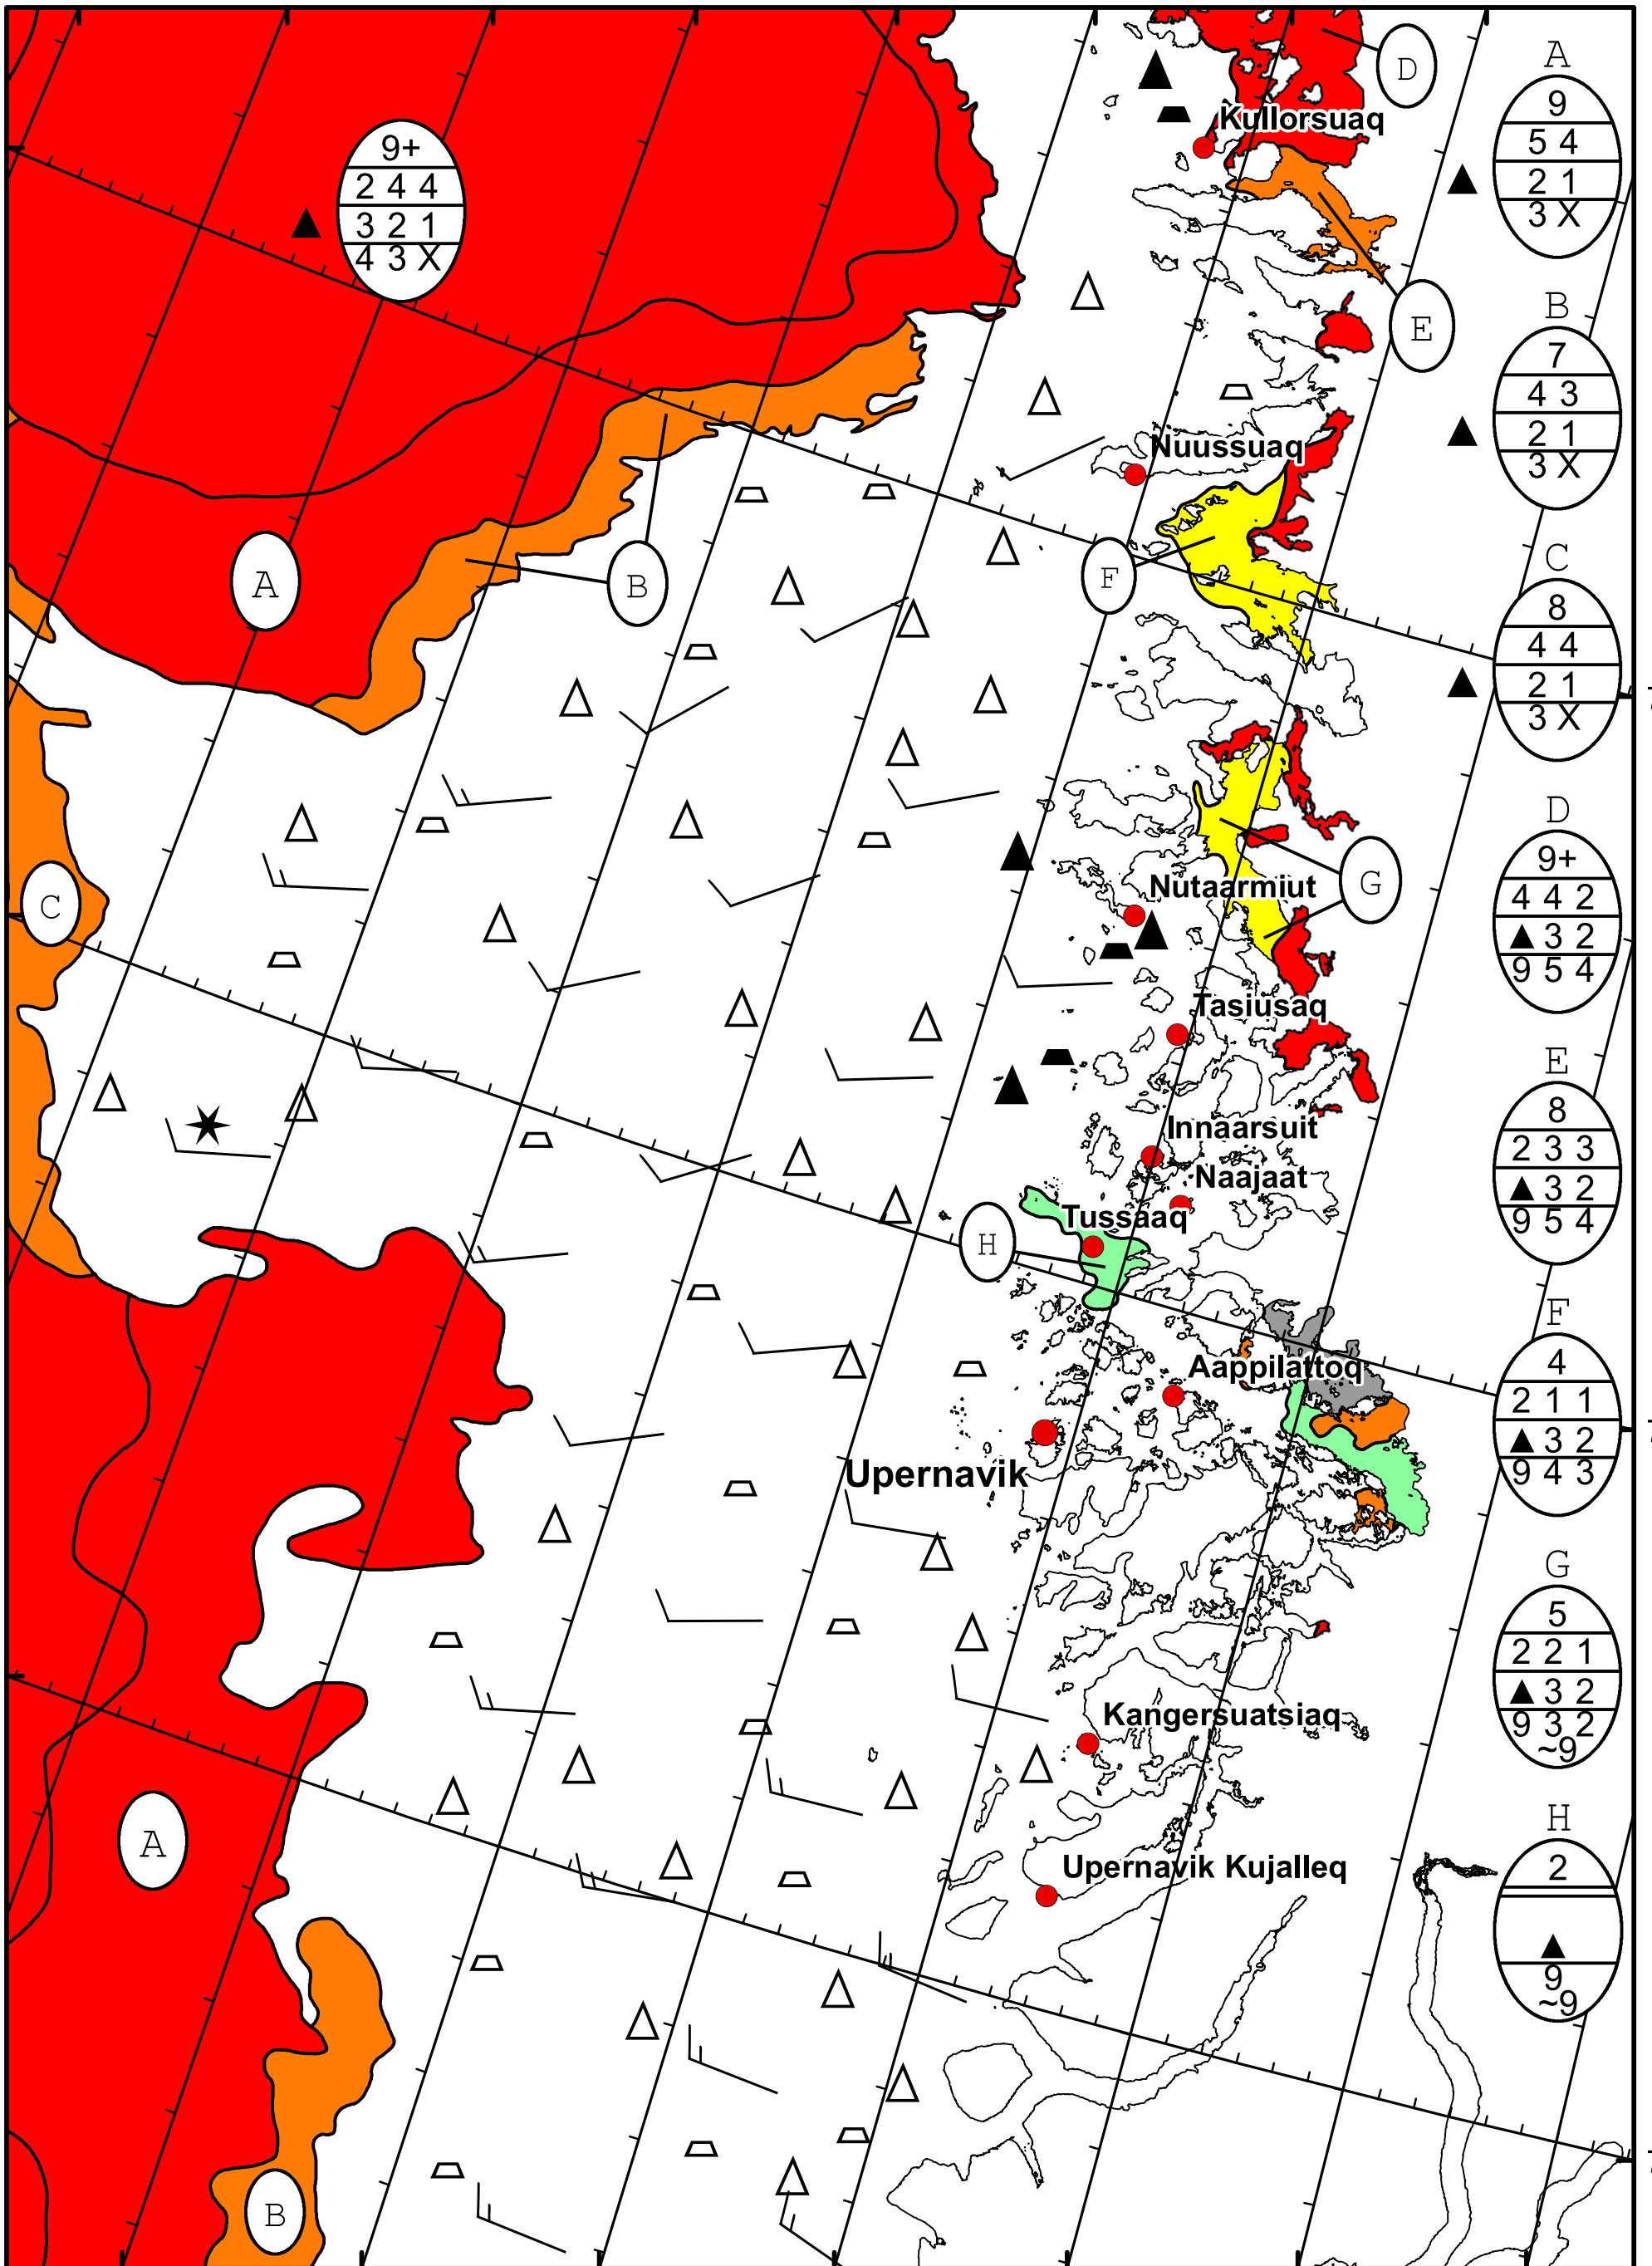 D
Kullorsuaq
9+
2 4 4
3 2 1
4 3 X
E
Nuussuaq
A
B
F
C
Nutaarmiut
G
Tasiusaq
Innaarsuit
Naajaat
Tussaaq
H
Aappilattoq
Upernavik
Kangersuatsiaq
A
Upernavik Kujalleq
B
A
9
5 4
2 1
3 X
B
7
4 3
2 1
3 X
C
8
4 4
2 1
3 X
D
9+
4 4 2
▲ 3 2
9 5 4
E
8
2 3 3
▲ 3 2
9 5 4
F
4
2 1 1
▲ 3 2
9 4 3
G
5
2 2 1
▲ 3 2
9 3 2
~9
H
2
▲
9
~9